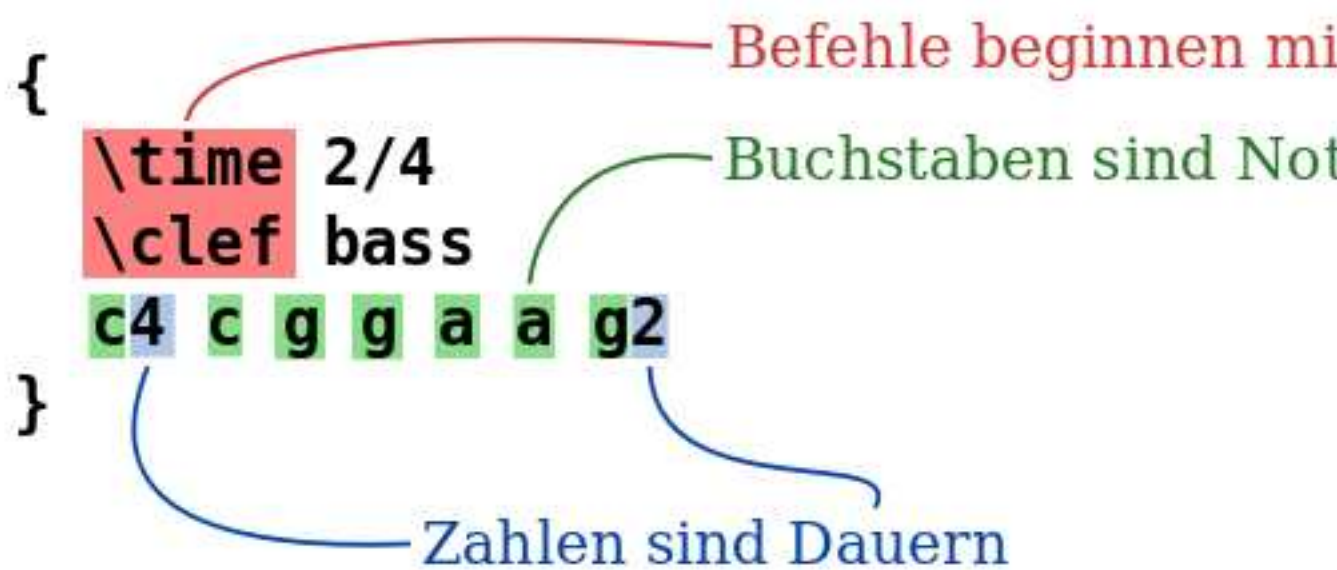 Befehle beginnen mi
{
\time 2/4
Buchstaben sind Not
\clef bass
c4 c g g a a g2
}
Zahlen sind Dauern